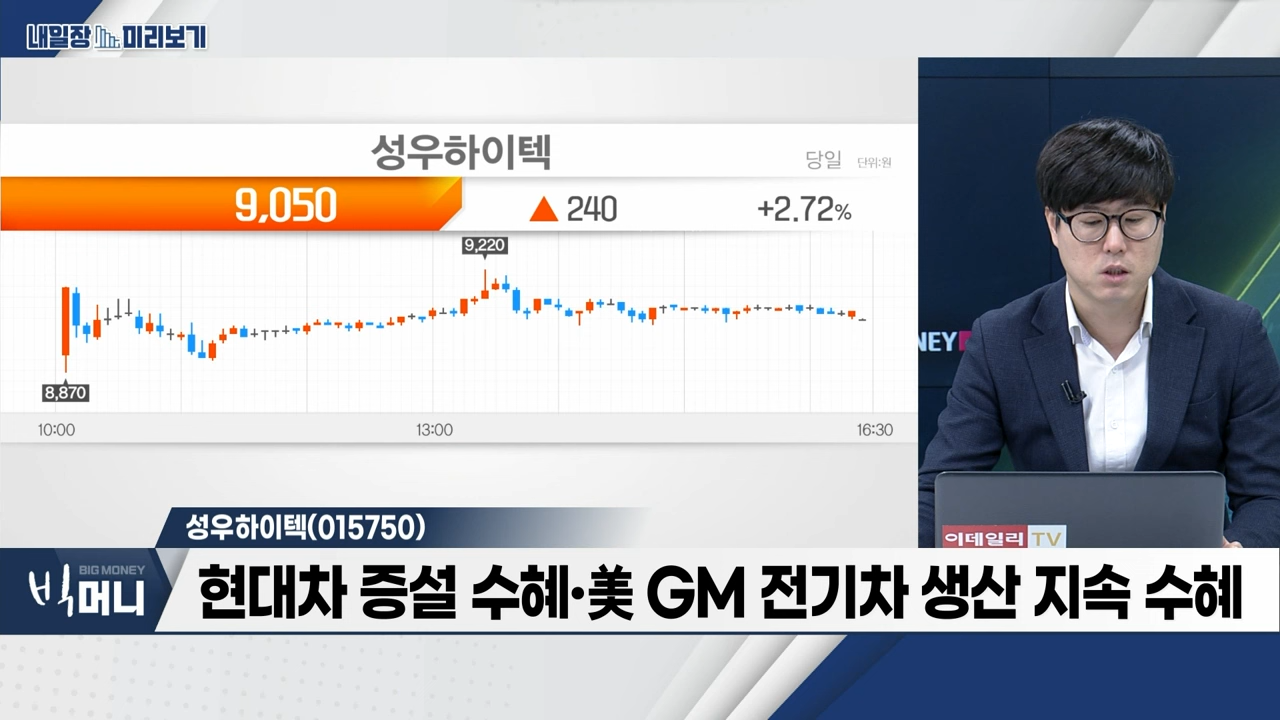 내일장 미리보기
성우하이텍
당일 단위:원
9,050 ▲ 240 +2.72%
9,220
8,870
10:00 13:00 16:30
NEY
이데일리 TV
성우하이텍(015750)
BIG MONEY
빅머니
현대차 증설 수혜·美 GM 전기차 생산 지속 수혜